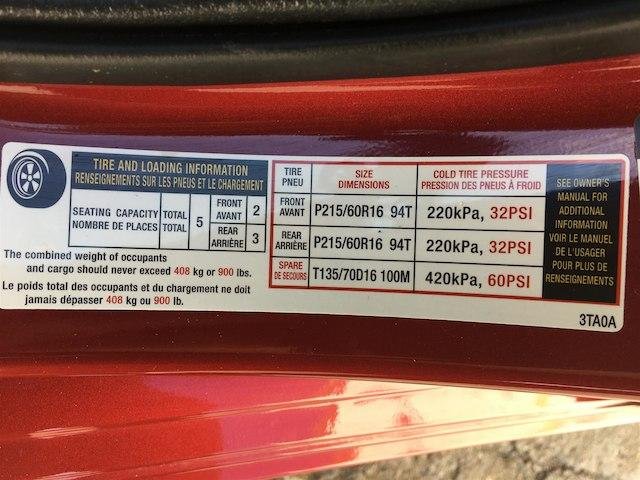 TIRE AND LOADING INFORMATION
RENSEIGNEMENTS SUR LES PNEUS ET LE CHARGEMENT
SEATING CAPACITY
NOMBRE DE PLACES
TOTAL
TOTAL
5
FRONT
AVANT
2
REAR
ARRIÈRE
3
The combined weight of occupants
and cargo should never exceed 408 kg or 900 lbs.
Le poids total des occupants et du chargement ne doit
jamais dépasser 408 kg ou 900 lb.
TIRE
PNEU
SIZE
DIMENSIONS
COLD TIRE PRESSURE
PRESSION DES PNEUS À FROID
FRONT
AVANT
P215/60R16 94T
220kPa, 32PSI
REAR
ARRIÈRE
P215/60R16 94T
220kPa, 32PSI
SPARE
DE SECOURS
T135/70D16 100M
420kPa, 60PSI
SEE OWNER'S
MANUAL FOR
ADDITIONAL
INFORMATION
VOIR LE MANUEL
DE L'USAGER
POUR PLUS DE
RENSEIGNEMENTS
3TA0A